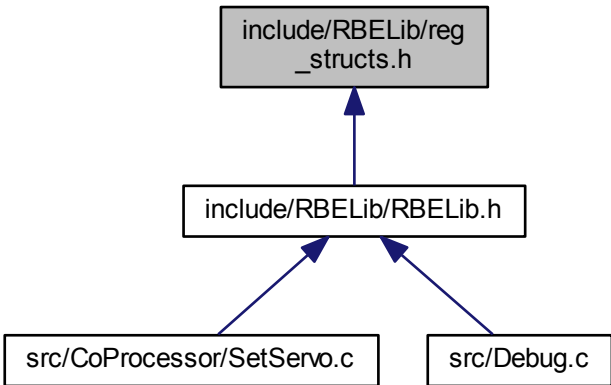 include/RBELib/reg
_structs.h
include/RBELib/RBELib.h
src/CoProcessor/SetServo.c
src/Debug.c